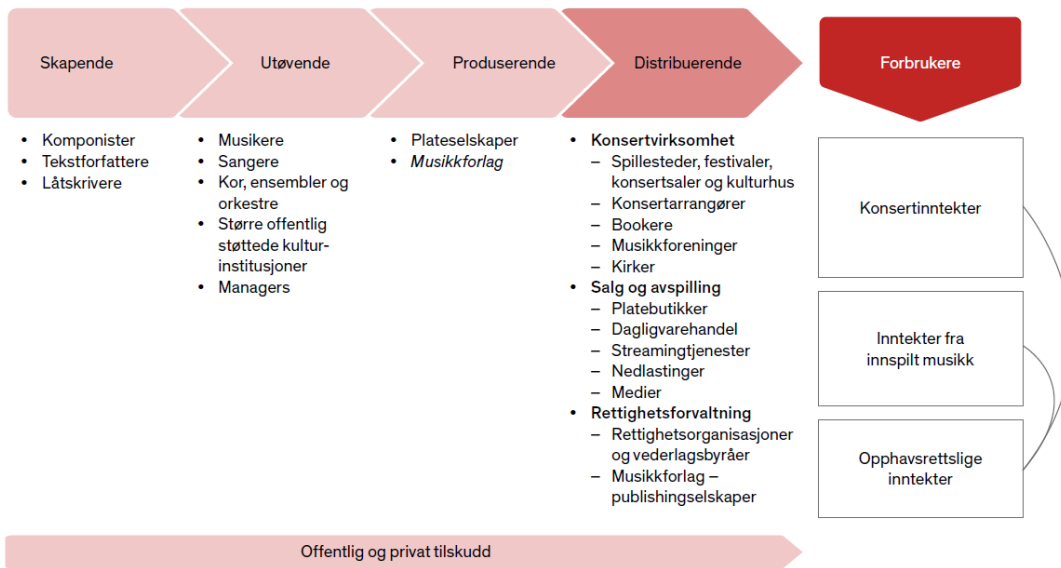 Skapende
Utøvende
Produserende
Distribuerende
Forbrukere
• Komponister
• Tekstforfattere
• Låtskrivere
• Musikere
• Sangere
• Kor, ensembler og
orkestre
• Større offentlig
støttede kultur-
institusjoner
• Managers
• Plateselskaper
• Musikkforlag
• Konsertvirksomhet
– Spillesteder, festivaler,
konsertsaler og kulturhus
– Konsertarrangører
– Bookere
– Musikkforeninger
– Kirker
• Salg og avspilling
– Platebutikker
– Dagligvarehandel
– Streamingtjenester
– Nedlastinger
– Medier
• Rettighetsforvaltning
– Rettighetsorganisasjoner
og vederlagsbyråer
– Musikkforlag –
publishingselskaper
Konsertinntekter
Inntekter fra
innspilt musikk
Opphavsrettslige
inntekter
Offentlig og privat tilskudd